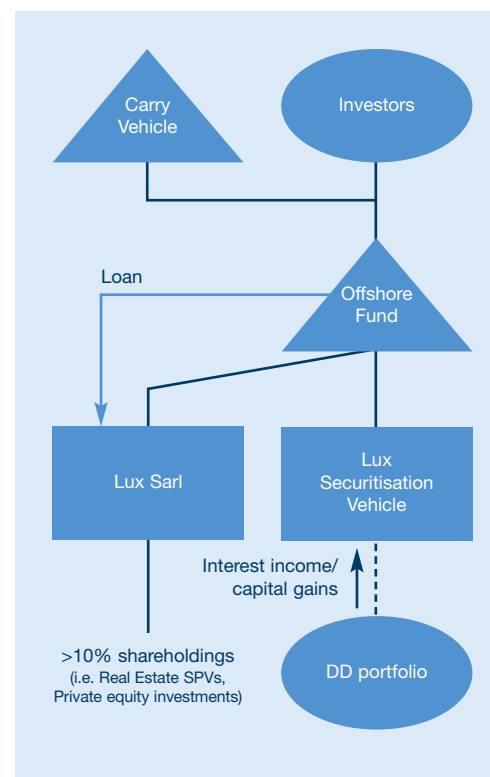 Carry
Vehicle
Investors
Loan
Offshore
Fund
Lux Sarl
Lux
Securitisation
Vehicle
Interest income/
capital gains
>10% shareholdings
(i.e. Real Estate SPVs,
Private equity investments)
DD portfolio